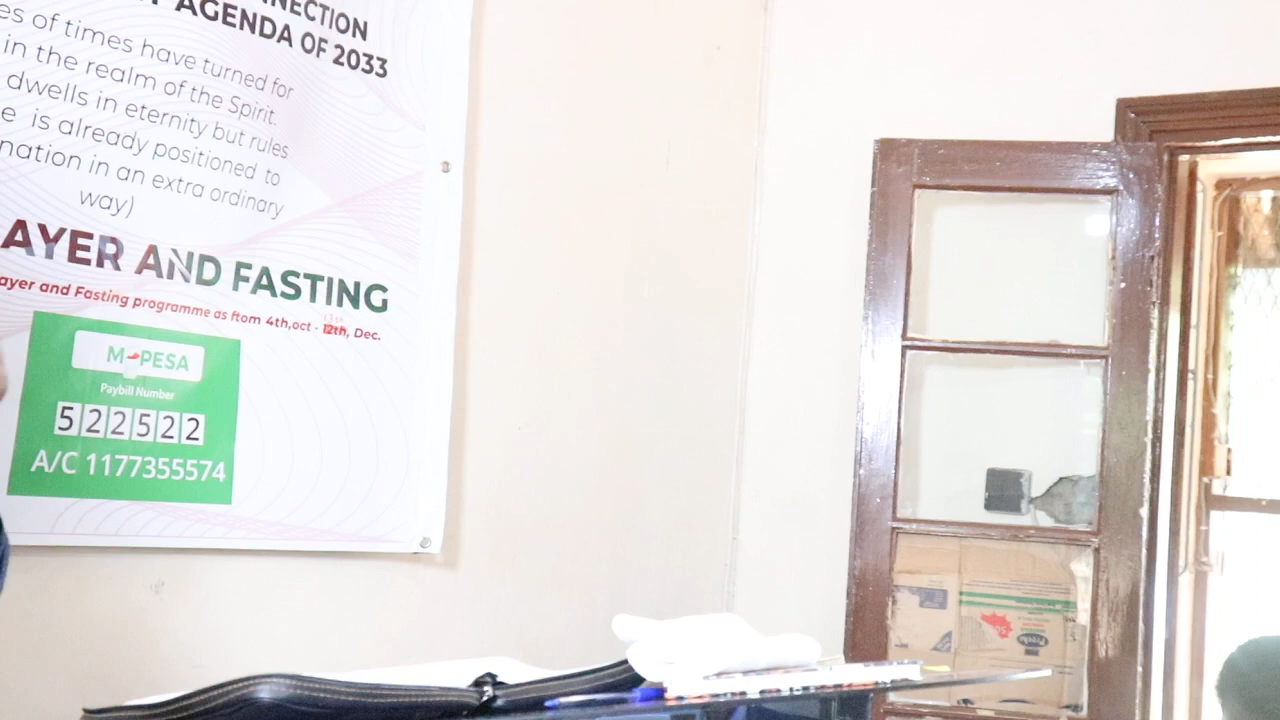 AGENDA OF 2033
es of times have turned for
in the realm of the Spirit.
dwells in eternity but rules
e is already positioned to
nation in an extra ordinary
way)
AYER AND FASTING
ayer and Fasting programme as ftom 4th,oct - 12th, Dec.
M-PESA
Paybill Number
522522
A/C 1177355574